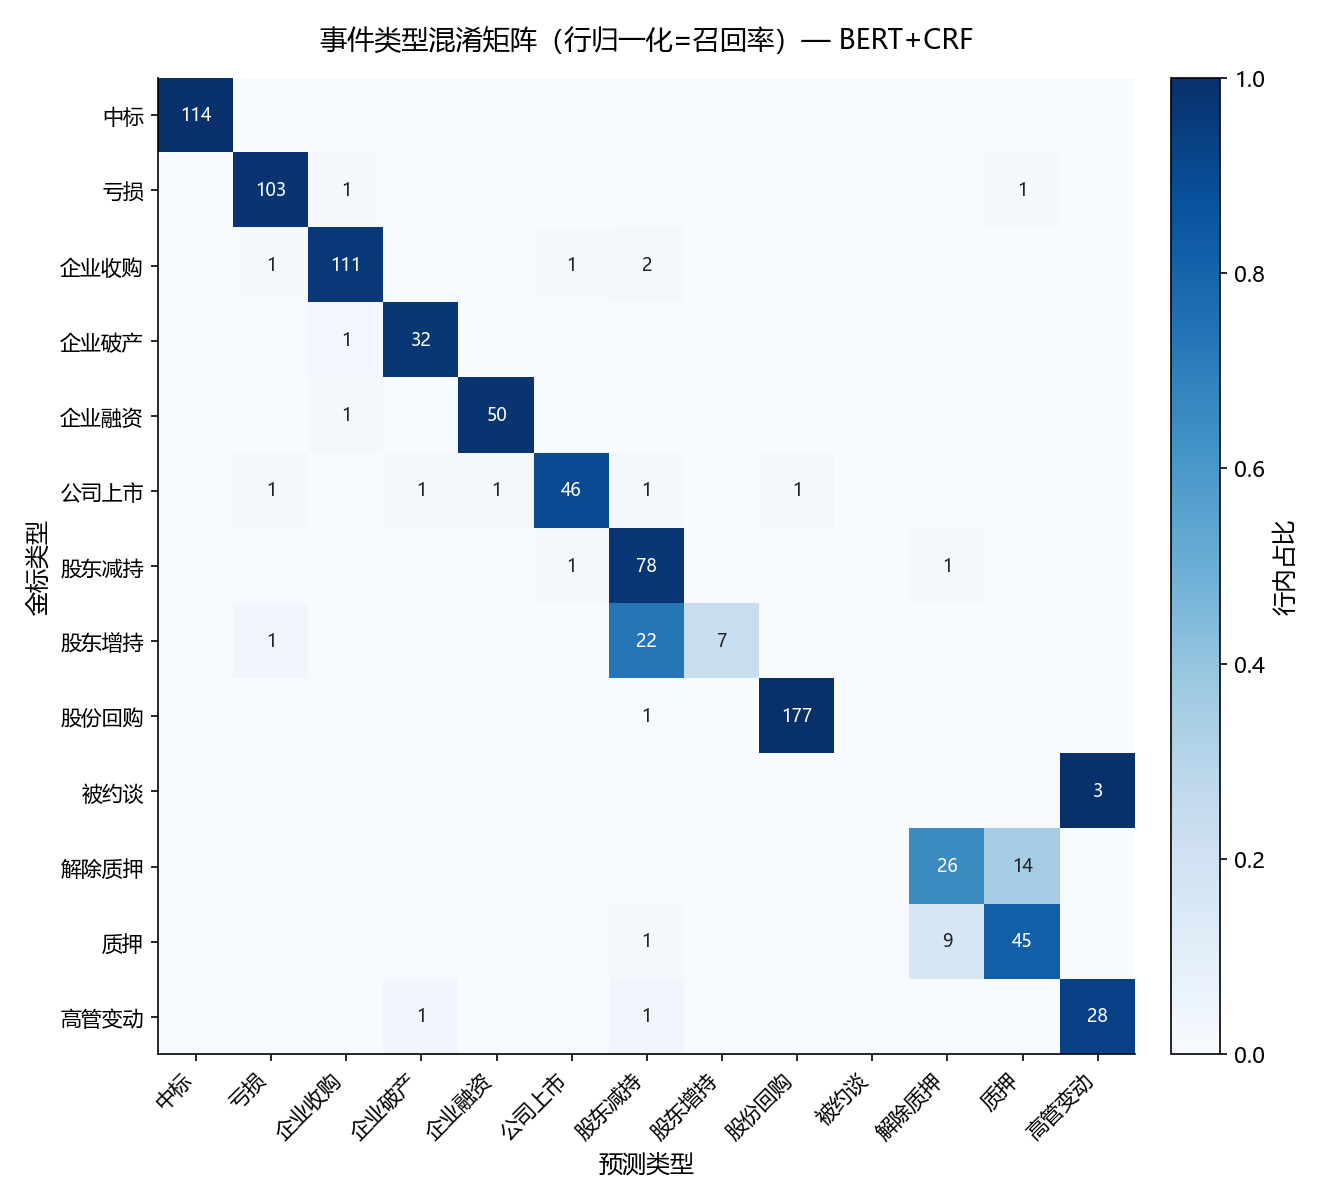 事件类型混淆矩阵（行归一化=召回率）— BERT+CRF
中标 114
亏损 103 1 1
企业收购 1 111 1 2
企业破产 1 32
企业融资 1 50
公司上市 1 1 1 46 1 1
股东减持 1 78 1
股东增持 1 22 7
股份回购 1 177
被约谈 3
解除质押 26 14
质押 1 9 45
高管变动 1 1 28
金标类型
中标 亏损 企业收购 企业破产 企业融资 公司上市 股东减持 股东增持 股份回购 被约谈 解除质押 质押 高管变动
预测类型
1.0
0.8
0.6
0.4
0.2
0.0
行内占比